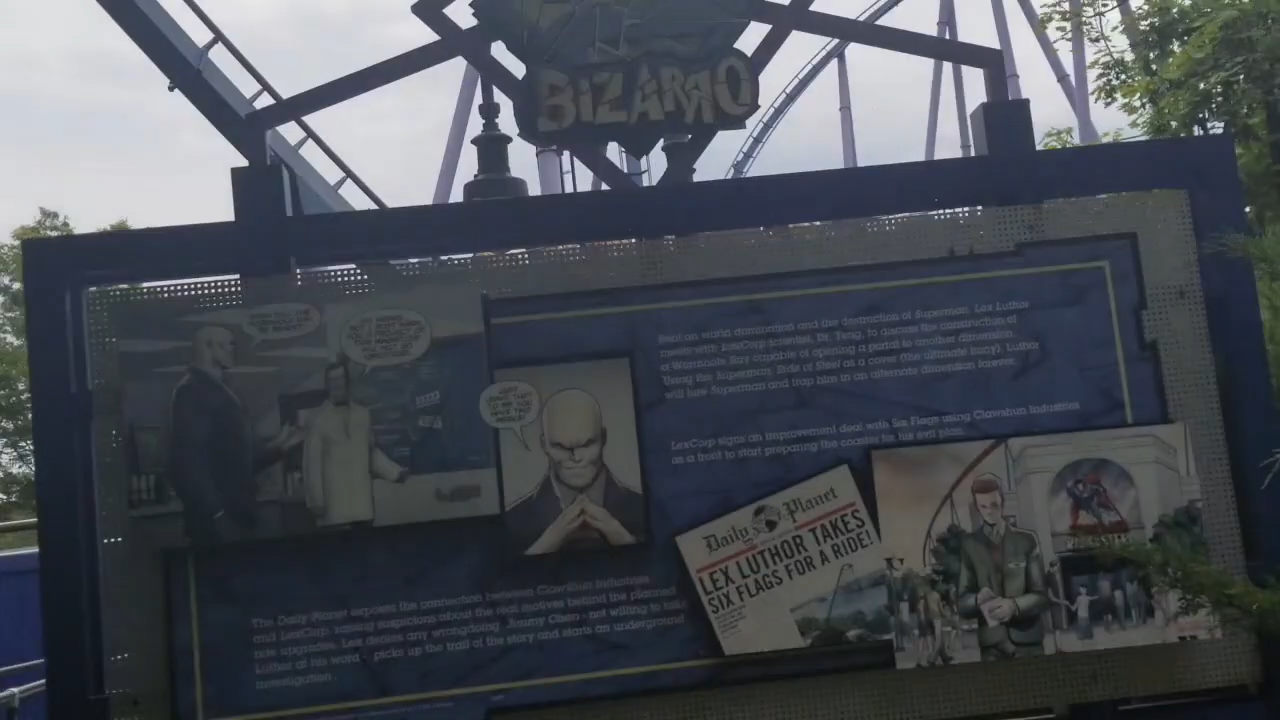 BIZARRO
Bent on world domination and the destruction of Superman, Lex Luthor
meets with LexCorp scientist, Dr. Teng, to discuss the construction of
a Wormhole Ray capable of opening a portal to another dimension.
Using the Superman, Ride of Steel as a cover (the ultimate irony), Luthor
will lure Superman and trap him in an alternate dimension forever.
LexCorp signs an improvement deal with Six Flags using Clawshun Industries
as a front to start preparing the coaster for his evil plan.
Daily Planet
LEX LUTHOR TAKES
SIX FLAGS FOR A RIDE!
The Daily Planet exposes the connection between Clawshun Industries
and LexCorp, raising suspicions about the real motives behind the planned
ride upgrades. Lex denies any wrongdoing. Jimmy Olsen - not willing to take
Luthor at his word - picks up the trail of the story and starts an underground
investigation.